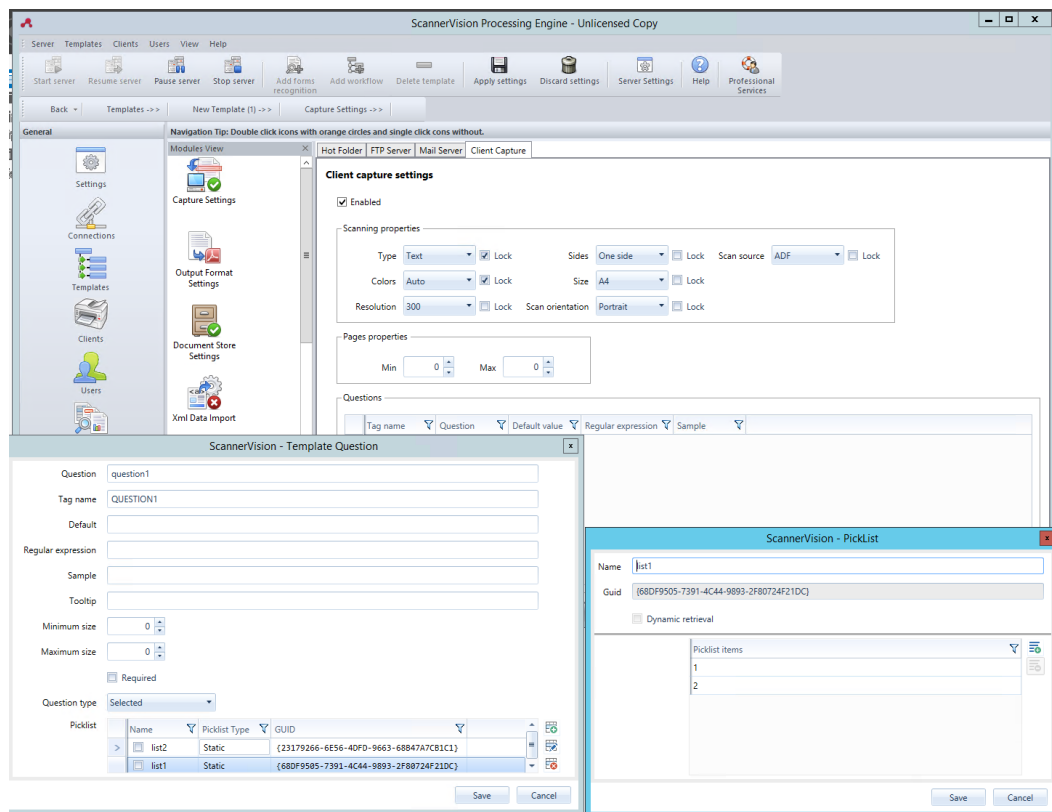 ScannerVision Processing Engine - Unlicensed Copy
Server Templates Clients Users View Help
Start server Resume server Pause server Stop server Add forms recognition Add workflow Delete template Apply settings Discard settings Server Settings Help Professional Services
Back Templates ->> New Template (1) ->> Capture Settings ->>
General
Navigation Tip: Double click icons with orange circles and single click cons without.
Settings
Connections
Templates
Clients
Users
Modules View
Capture Settings
Output Format
Settings
Document Store
Settings
Xml Data Import
Hot Folder FTP Server Mail Server Client Capture
Client capture settings
Enabled
Scanning properties
Type Text Lock Sides One side Lock Scan source ADF Lock
Colors Auto Lock Size A4 Lock
Resolution 300 Lock Scan orientation Portrait Lock
Pages properties
Min 0 Max 0
Questions
Tag name Question Default value Regular expression Sample
ScannerVision - Template Question
Question question1
Tag name QUESTION1
Default
Regular expression
Sample
Tooltip
Minimum size 0
Maximum size 0
Required
Question type Selected
Picklist
Name Picklist Type GUID
list2 Static {23179266-6E56-4DFD-9663-68B47A7CB1C1}
list1 Static {68DF9505-7391-4C44-9893-2F80724F21DC}
Save Cancel
ScannerVision - PickList
Name list1
Guid {68DF9505-7391-4C44-9893-2F80724F21DC}
Dynamic retrieval
Picklist items
1
2
Save Cancel